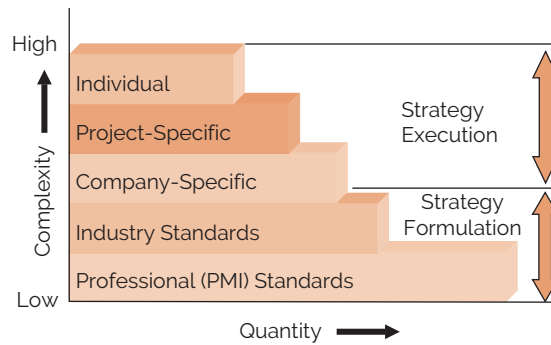 High
Individual
Project-Specific
Company-Specific
Industry Standards
Professional (PMI) Standards
Low
Complexity
Quantity
Strategy
Execution
Strategy
Formulation